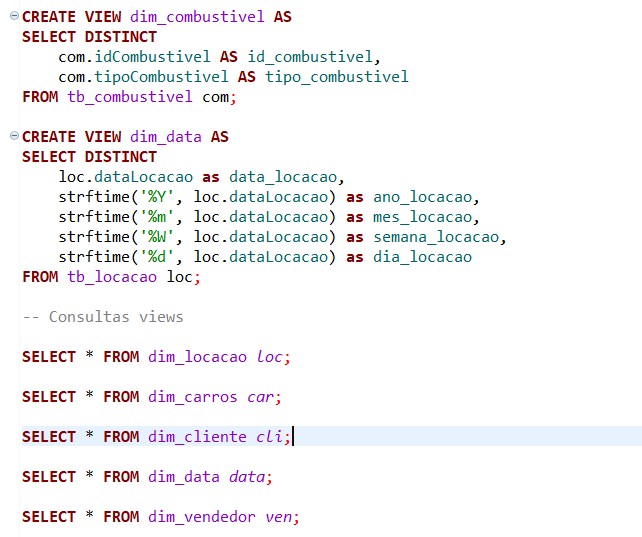 CREATE VIEW dim_combustivel AS
SELECT DISTINCT
com.idCombustivel AS id_combustivel,
com.tipoCombustivel AS tipo_combustivel
FROM tb_combustivel com;
CREATE VIEW dim_data AS
SELECT DISTINCT
loc.dataLocacao as data_locacao,
strftime('%Y', loc.dataLocacao) as ano_locacao,
strftime('%m', loc.dataLocacao) as mes_locacao,
strftime('%W', loc.dataLocacao) as semana_locacao,
strftime('%d', loc.dataLocacao) as dia_locacao
FROM tb_locacao loc;
-- Consultas views
SELECT * FROM dim_locacao loc;
SELECT * FROM dim_carros car;
SELECT * FROM dim_cliente cli;
SELECT * FROM dim_data data;
SELECT * FROM dim_vendedor ven;